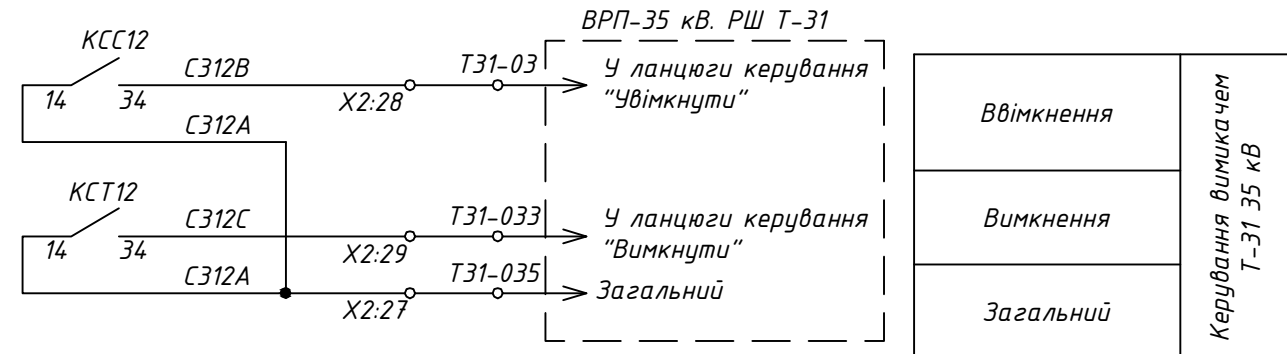 ВРП-35 кВ. РШ Т-31
КСС12
С312В
Т31-03
У ланцюги керування
"Увімкнути"
14
34
Х2:28
С312А
КСТ12
С312С
Т31-033
У ланцюги керування
"Вимкнути"
14
34
Х2:29
С312А
Т31-035
Загальний
Х2:27
Ввімкнення
Вимкнення
Загальний
Керування вимикачем
Т-31 35 кВ